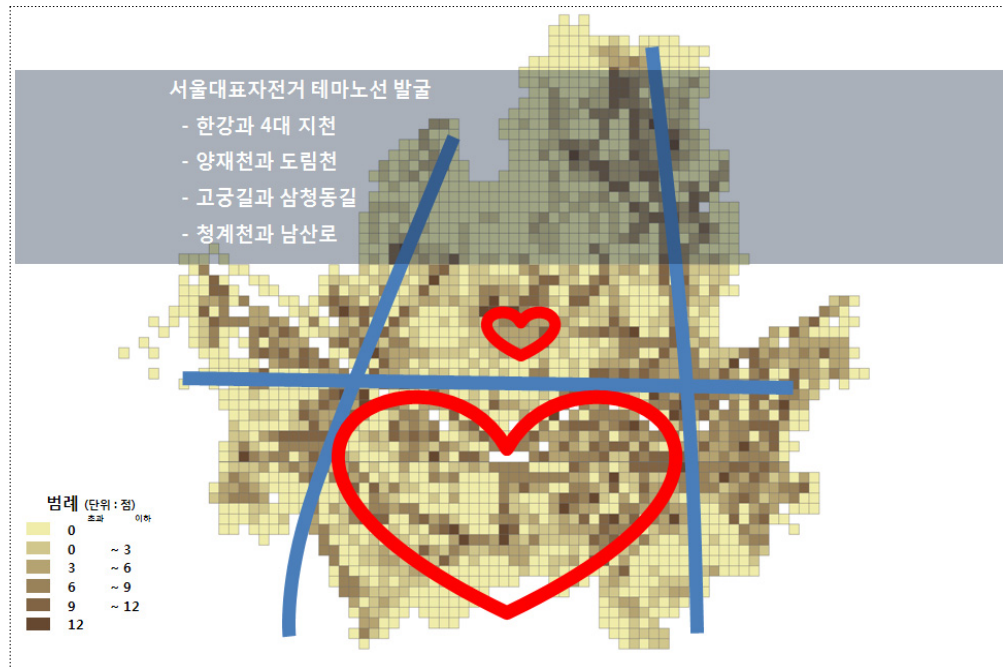 서울대표자전거 테마노선 발굴
- 한강과 4대 지천
- 양재천과 도림천
- 고궁길과 삼청동길
- 청계천과 남산로
범례 (단위 : 점)
초과 이하
0
0 ~ 3
3 ~ 6
6 ~ 9
9 ~ 12
12